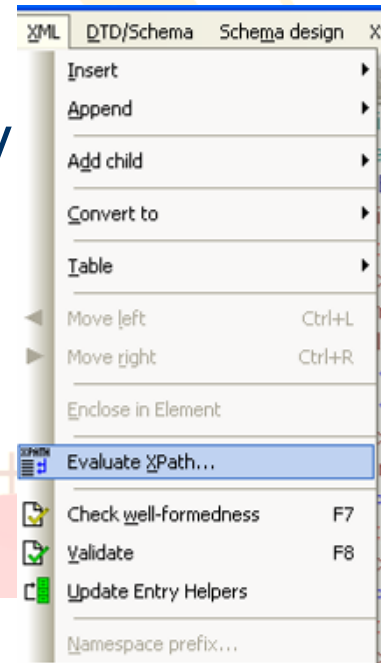 XML DTD/Schema Schema design X
Insert
Append
y
Add child
Convert to
Table
Move left Ctrl+L
Move right Ctrl+R
Enclose in Element
XPATH Evaluate XPath...
Check well-formedness F7
Validate F8
Update Entry Helpers
Namespace prefix...